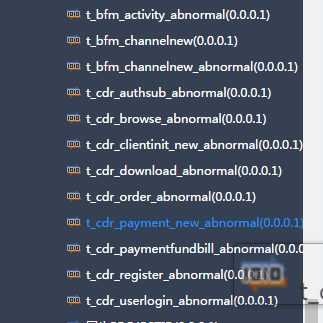 t_bfm_activity_abnormal(0.0.0.1)
t_bfm_channelnew(0.0.0.1)
t_bfm_channelnew_abnormal(0.0.0.1)
t_cdr_authsub_abnormal(0.0.0.1)
t_cdr_browse_abnormal(0.0.0.1)
t_cdr_clientinit_new_abnormal(0.0.0.1)
t_cdr_download_abnormal(0.0.0.1)
t_cdr_order_abnormal(0.0.0.1)
t_cdr_payment_new_abnormal(0.0.0.1)
t_cdr_paymentfundbill_abnormal(0.0.0
t_cdr_register_abnormal(0.0.0.1)
t_cdr_userlogin_abnormal(0.0.0.1)